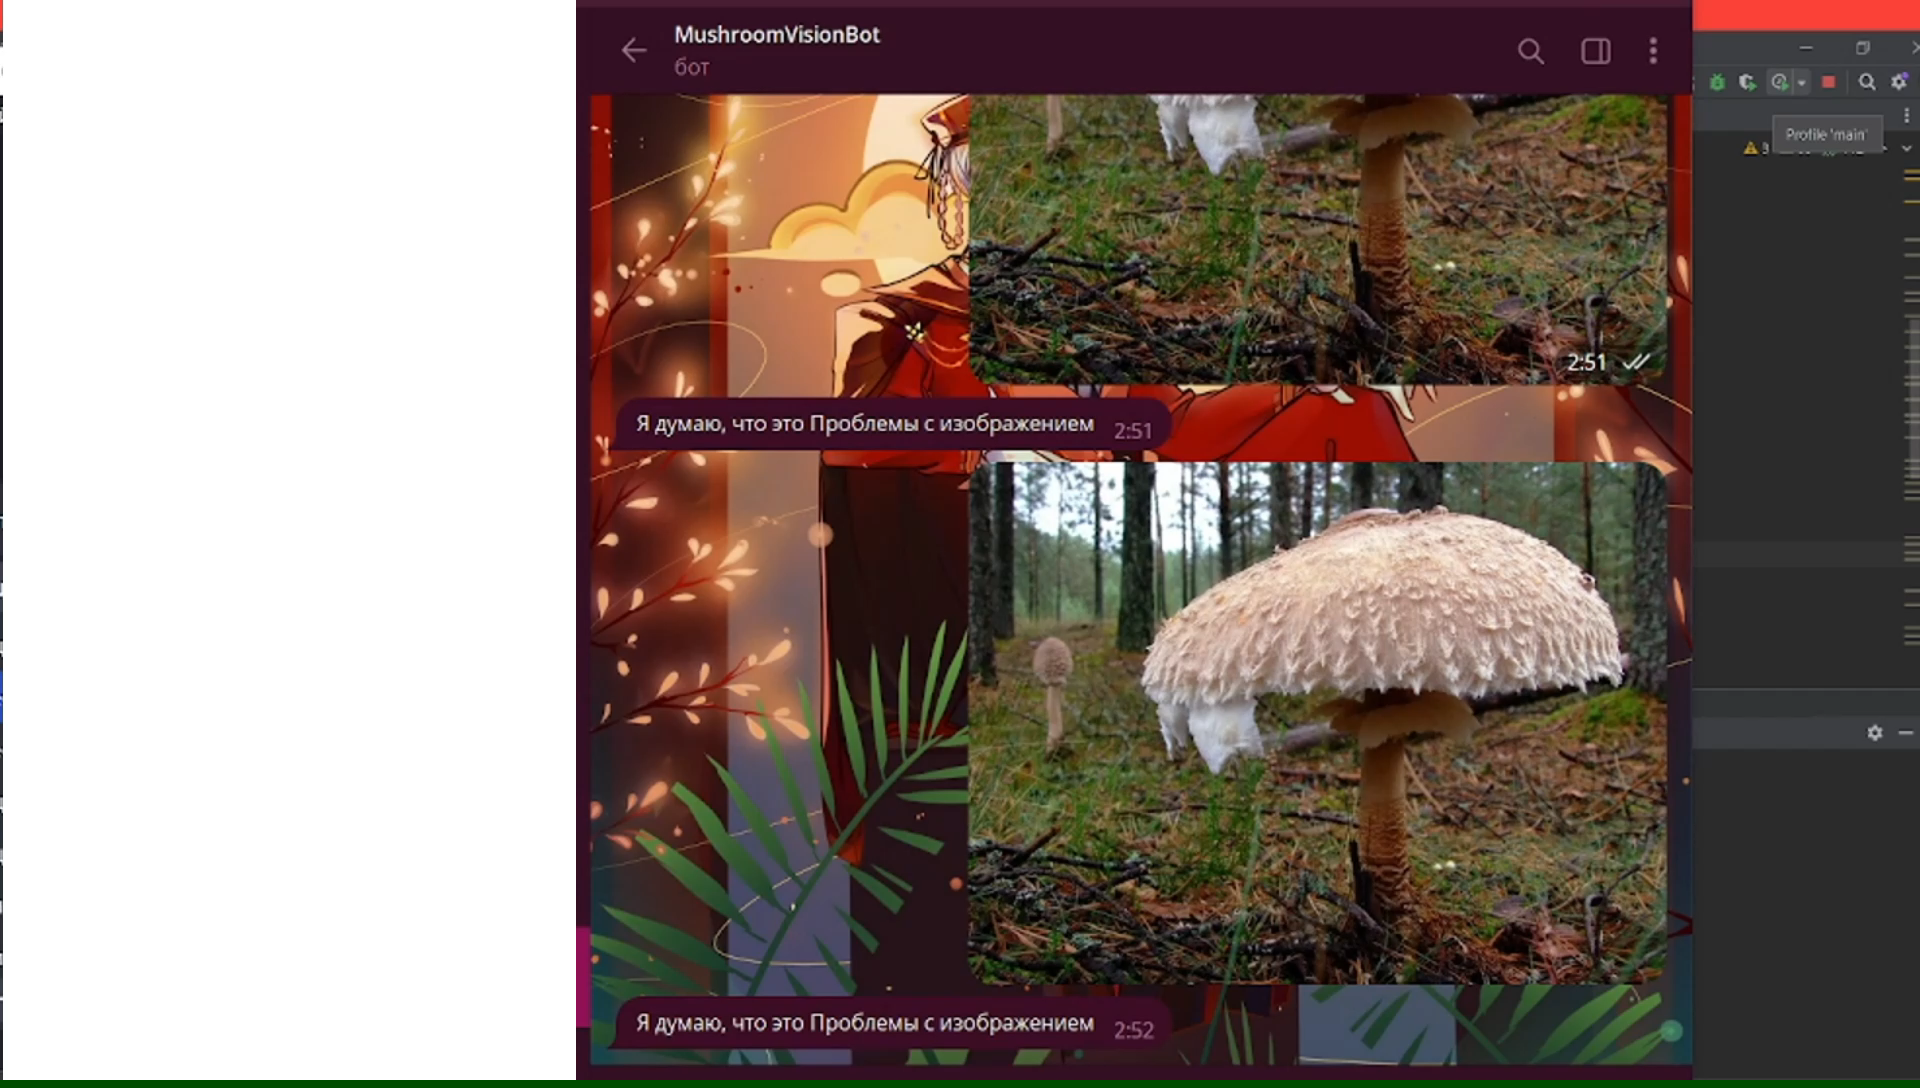 MushroomVisionBot
бот
Profile 'main'
3
2:51
Я думаю, что это Проблемы с изображением 2:51
Я думаю, что это Проблемы с изображением 2:52